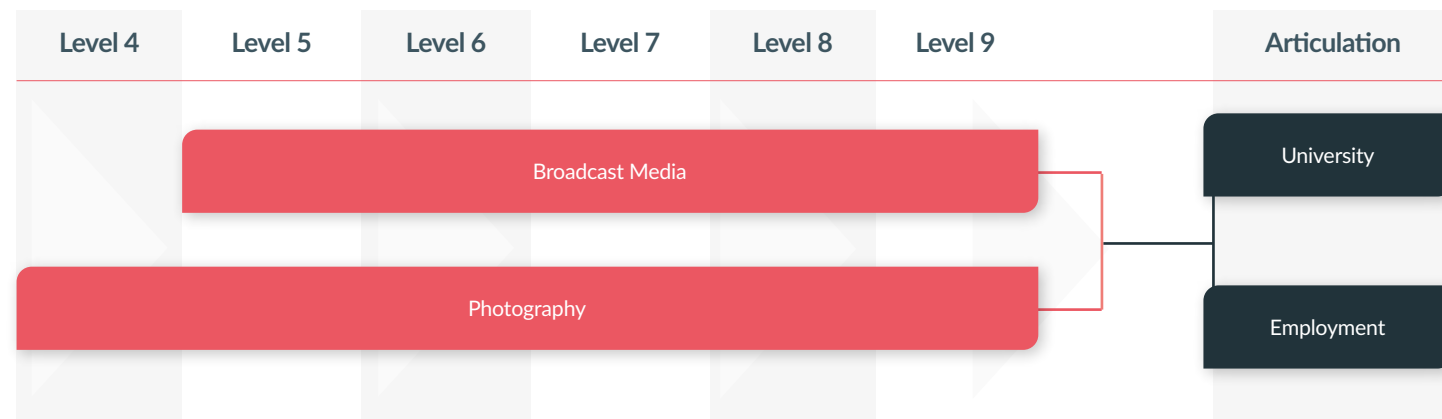 Level 4 Level 5 Level 6 Level 7 Level 8 Level 9 Articulation
Broadcast Media
University
Photography
Employment